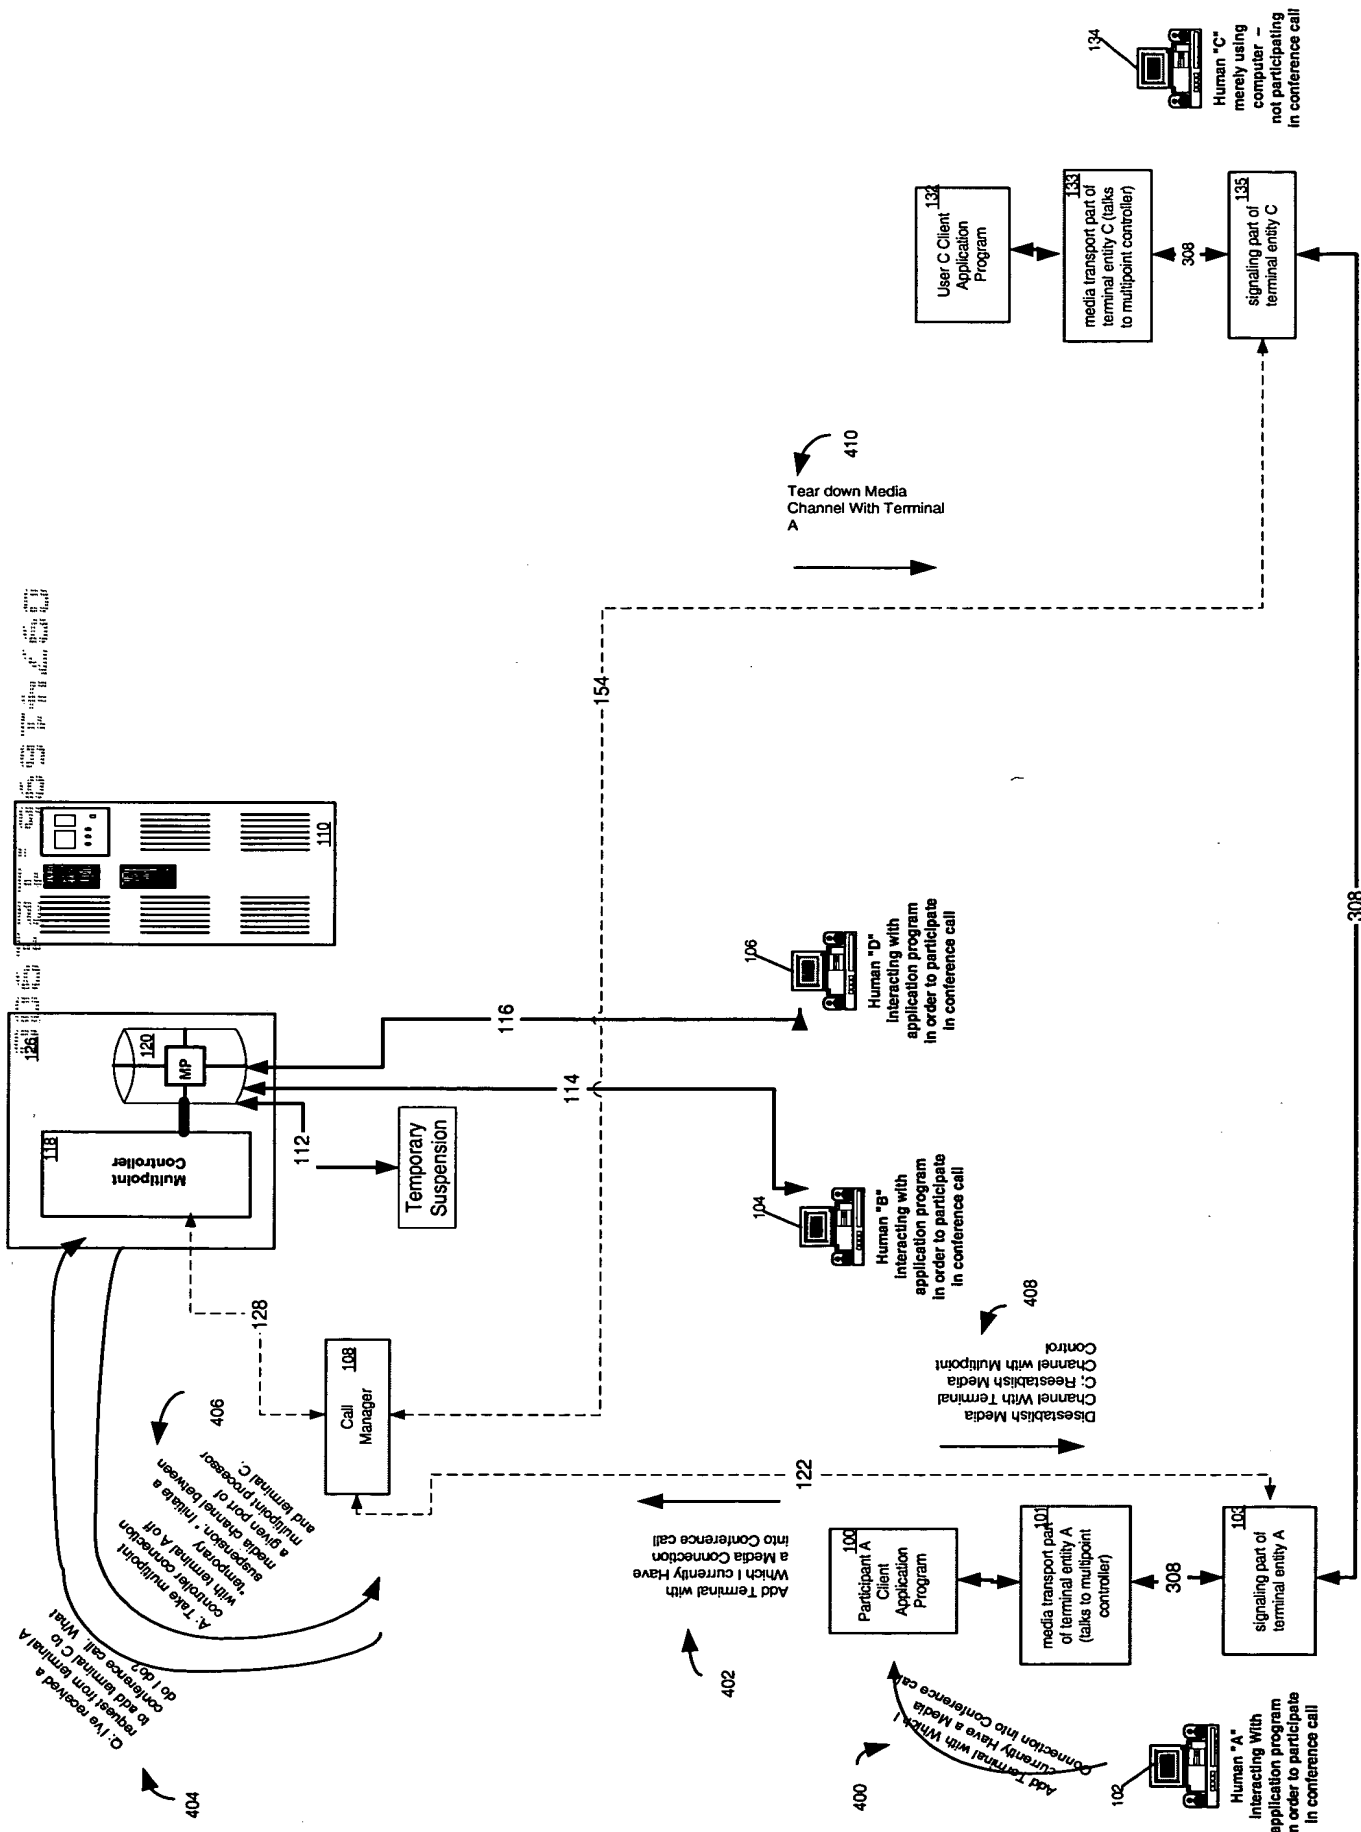 134
Human "C"
merely using
computer –
not participating
in conference call
132
User C Client
Application
Program
133
media transport part of
terminal entity C (talks
to multipoint controller)
308
135
signaling part of
terminal entity C
410
Tear down Media
Channel With Terminal
A
154
110
126
120
MP
118
Multipoint
Controller
116
114
112
Temporary
Suspension
106
Human "D"
Interacting with
application program
in order to participate
in conference call
104
Human "B"
Interacting with
application program
in order to participate
in conference call
128
108
Call
Manager
406
A: Take multipoint
controller connection
with terminal A off
"temporary
suspension." Initiate a
media channel between
a given port of
multipoint processor
and terminal C.
Q: I've received a
request from terminal A
to add terminal C to
conference call. What
do I do?
404
408
Disestablish Media
Channel With Terminal
C; Reestablish Media
Channel with Multipoint
Control
122
Add Terminal with
Which I currently Have
a Media Connection
into Conference call
402
100
Participant A
Client
Application
Program
101
media transport part
of terminal entity A
(talks to multipoint
controller)
308
103
signaling part of
terminal entity A
308
400
Add Terminal with Which I
currently Have a Media
Connection into Conference call
102
Human "A"
Interacting With
application program
in order to participate
in conference call